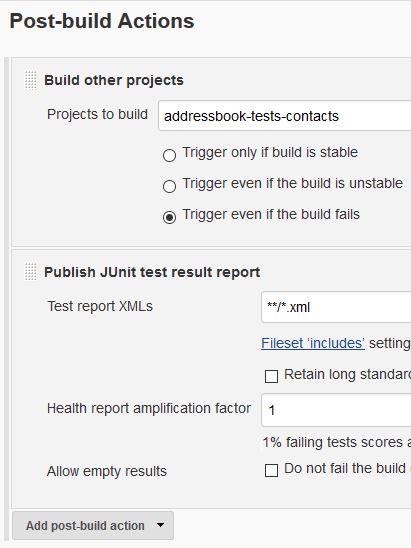 Post-build Actions
Build other projects
Projects to build addressbook-tests-contacts
Trigger only if build is stable
Trigger even if the build is unstable
Trigger even if the build fails
Publish JUnit test result report
Test report XMLs **/*.xml
Fileset ‘includes’ setting
Retain long standard
Health report amplification factor 1
1% failing tests scores a
Allow empty results Do not fail the build
Add post-build action